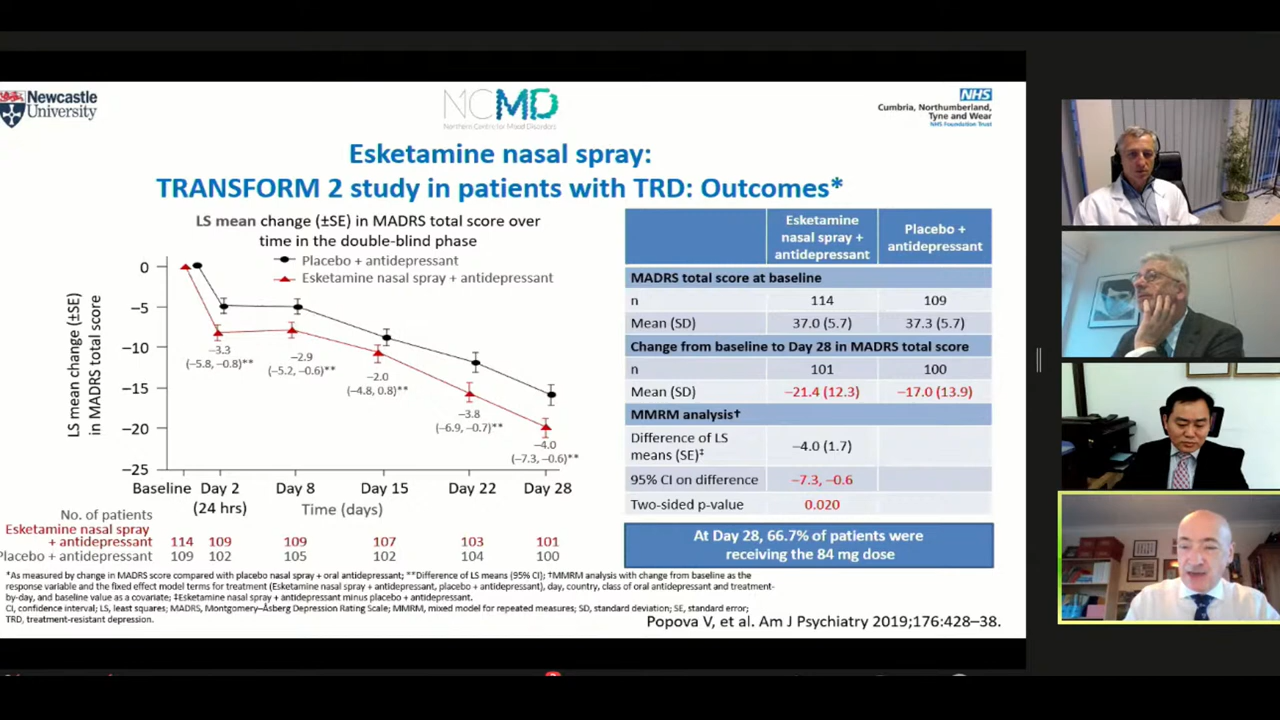 Newcastle
University
NCMD
Northern Centre for Mood Disorders
NHS
Cumbria, Northumberland,
Tyne and Wear
NHS Foundation Trust
Esketamine nasal spray:
TRANSFORM 2 study in patients with TRD: Outcomes*
LS mean change (±SE) in MADRS total score over
time in the double-blind phase
Placebo + antidepressant
Esketamine nasal spray + antidepressant
LS mean change (±SE)
in MADRS total score
0
−5
−10
−15
−20
−25
−3.3
(−5.8, −0.8)**
−2.9
(−5.2, −0.6)**
−2.0
(−4.8, 0.8)**
−3.8
(−6.9, −0.7)**
−4.0
(−7.3, −0.6)**
Baseline Day 2 Day 8 Day 15 Day 22 Day 28
(24 hrs) Time (days)
No. of patients
Esketamine nasal spray
+ antidepressant 114 109 109 107 103 101
Placebo + antidepressant 109 102 105 102 104 100
Esketamine
nasal spray +
antidepressant
Placebo +
antidepressant
MADRS total score at baseline
n 114 109
Mean (SD) 37.0 (5.7) 37.3 (5.7)
Change from baseline to Day 28 in MADRS total score
n 101 100
Mean (SD) −21.4 (12.3) −17.0 (13.9)
MMRM analysis†
Difference of LS
means (SE)‡ −4.0 (1.7)
95% CI on difference −7.3, −0.6
Two-sided p-value 0.020
At Day 28, 66.7% of patients were
receiving the 84 mg dose
*As measured by change in MADRS score compared with placebo nasal spray + oral antidepressant; **Difference of LS means (95% CI); †MMRM analysis with change from baseline as the
response variable and the fixed effect model terms for treatment (Esketamine nasal spray + antidepressant, placebo + antidepressant), day, country, class of oral antidepressant and treatment-
by-day, and baseline value as a covariate; ‡Esketamine nasal spray + antidepressant minus placebo + antidepressant.
CI, confidence interval; LS, least squares; MADRS, Montgomery–Åsberg Depression Rating Scale; MMRM, mixed model for repeated measures; SD, standard deviation; SE, standard error;
TRD, treatment-resistant depression.
Popova V, et al. Am J Psychiatry 2019;176:428–38.